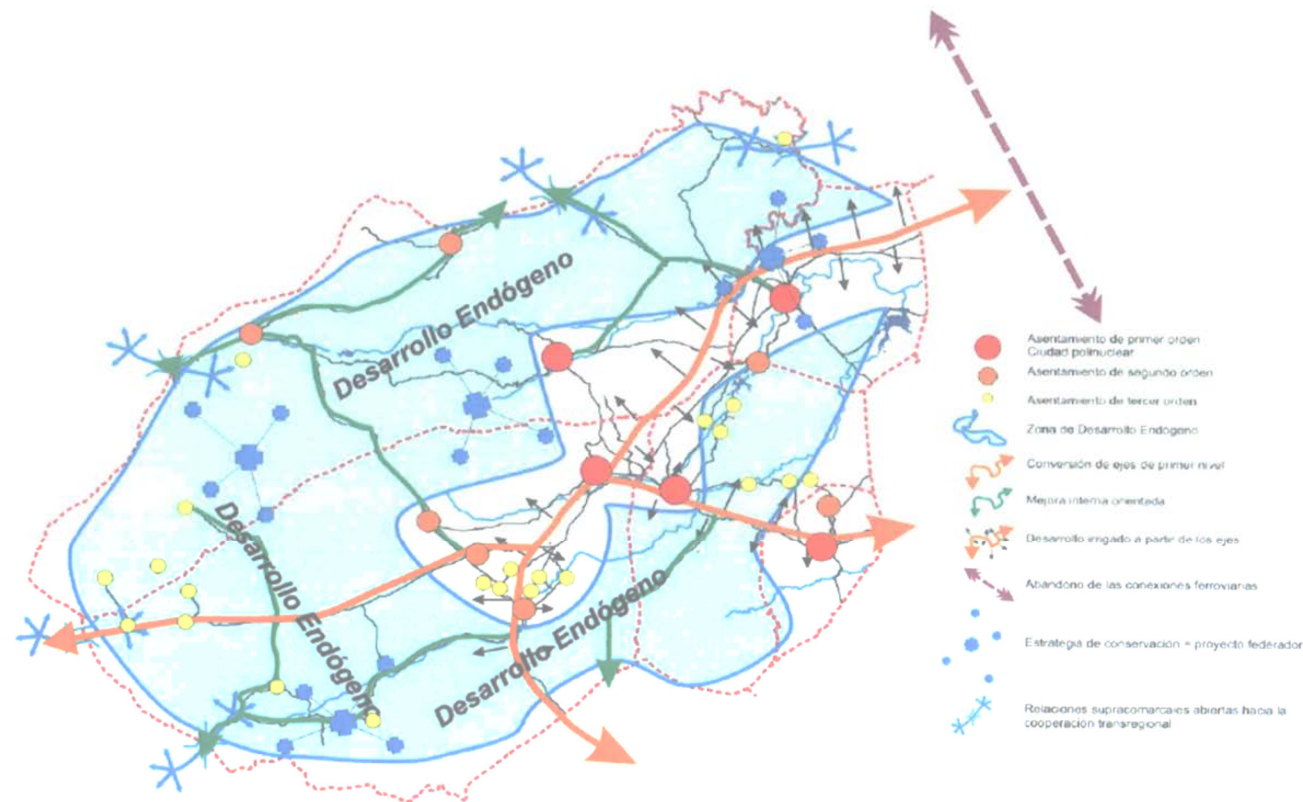 Desarrollo Endógeno
Desarrollo Endógeno
Desarrollo Endógeno
Asentamiento de primer orden
Ciudad polinuclear
Asentamiento de segundo orden
Asentamiento de tercer orden
Zona de Desarrollo Endógeno
Conversión de ejes de primer nivel
Mejora interna orientada
Desarrollo irrigado a partir de los ejes
Abandono de las conexiones ferroviarias
Estrategia de conservación = proyecto federador
Relaciones supracomarcales abiertas hacia la
cooperación transregional